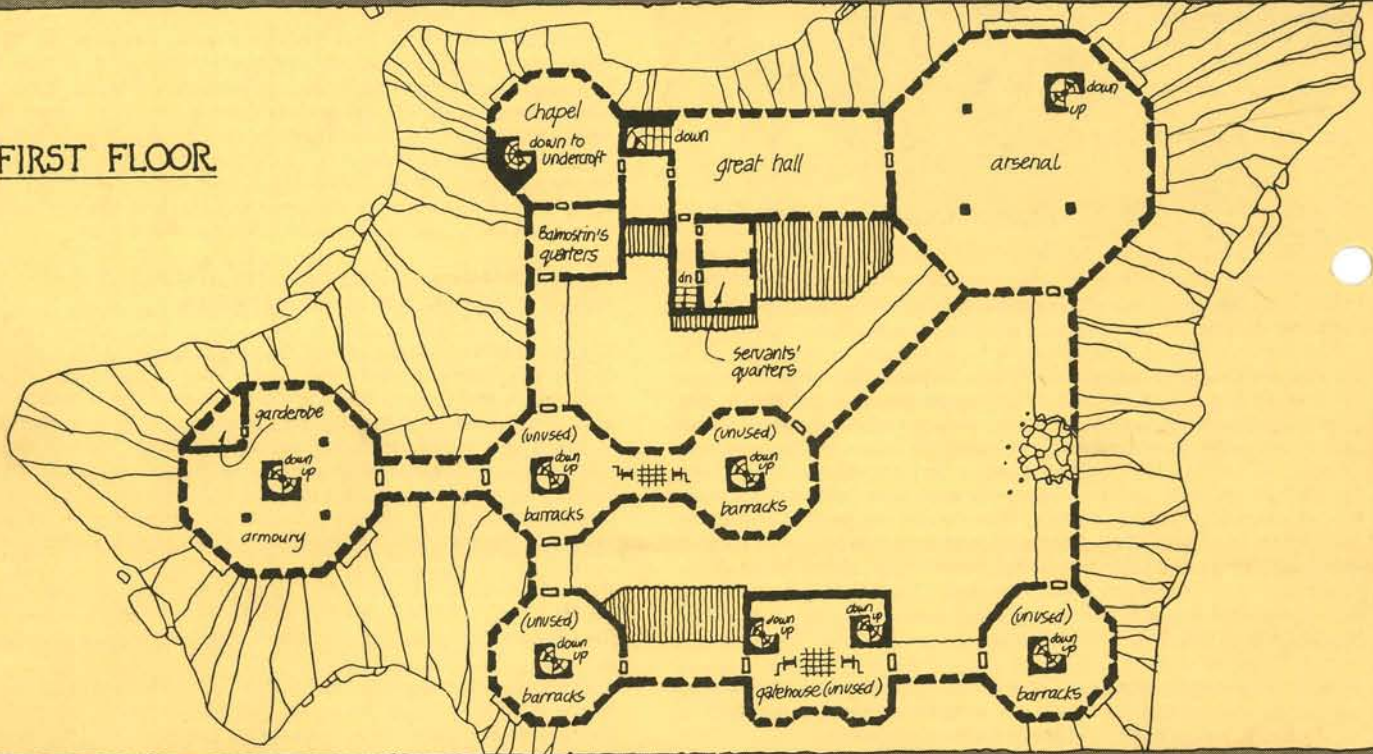 FIRST FLOOR
Chapel
down to
undercroft
down
great hall
down
up
arsenal
Balmostin's
quarters
dn
servants'
quarters
garderobe
down
up
armoury
(unused)
down
up
barracks
(unused)
down
up
barracks
(unused)
down
up
barracks
down
up
down
up
gatehouse (unused)
(unused)
down
up
barracks